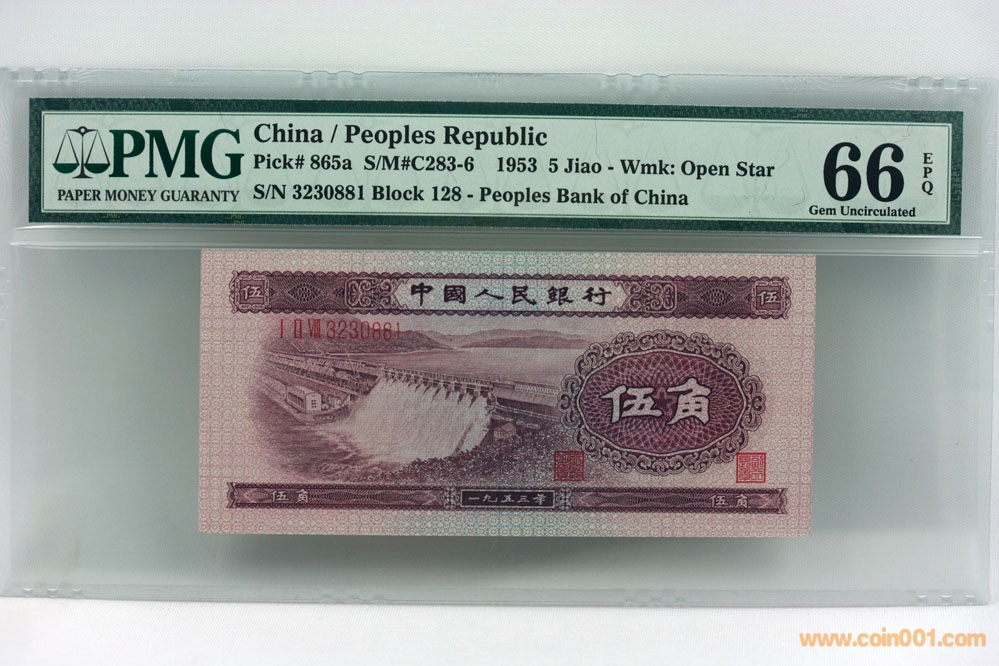 PMG
PAPER MONEY GUARANTY
China / Peoples Republic
Pick# 865a S/M#C283-6 1953 5 Jiao - Wmk: Open Star
S/N 3230881 Block 128 - Peoples Bank of China
66
EPQ
Gem Uncirculated
伍 中國人民銀行 伍
I II VIII 3230881
伍角
伍角 一九五三年 伍角
www.coin001.com